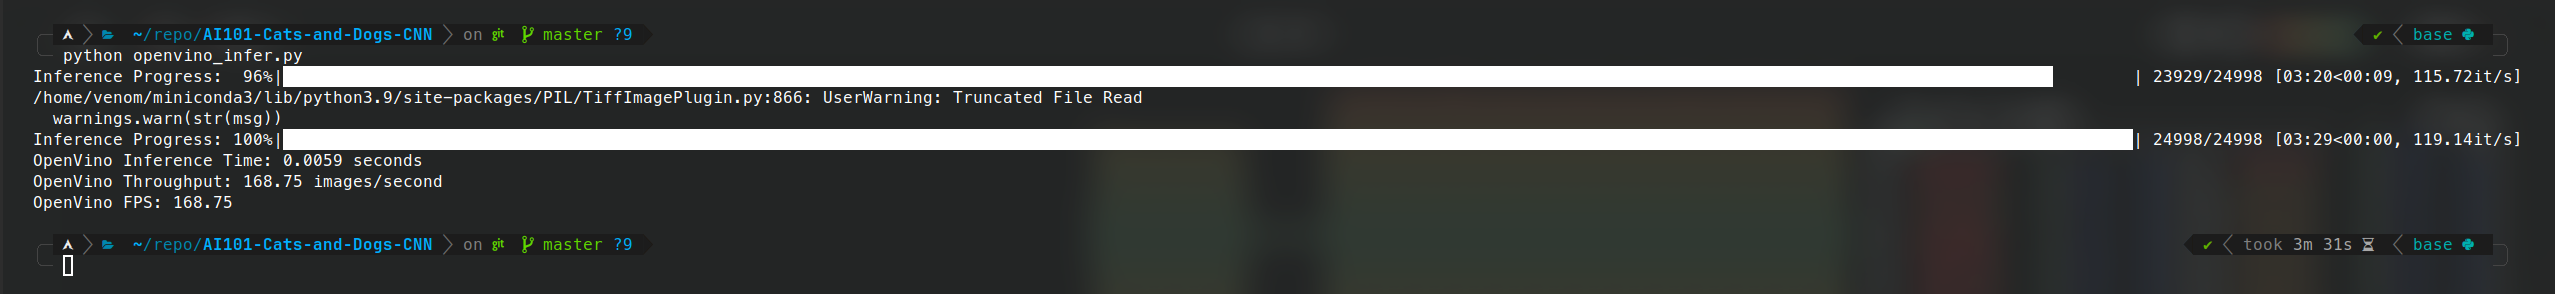 ~/repo/AI101-Cats-and-Dogs-CNN on git master ?9 ✔ base
python openvino_infer.py
Inference Progress:  96%| | 23929/24998 [03:20<00:09, 115.72it/s]
/home/venom/miniconda3/lib/python3.9/site-packages/PIL/TiffImagePlugin.py:866: UserWarning: Truncated File Read
  warnings.warn(str(msg))
Inference Progress: 100%| | 24998/24998 [03:29<00:00, 119.14it/s]
OpenVino Inference Time: 0.0059 seconds
OpenVino Throughput: 168.75 images/second
OpenVino FPS: 168.75
~/repo/AI101-Cats-and-Dogs-CNN on git master ?9 ✔ took 3m 31s base